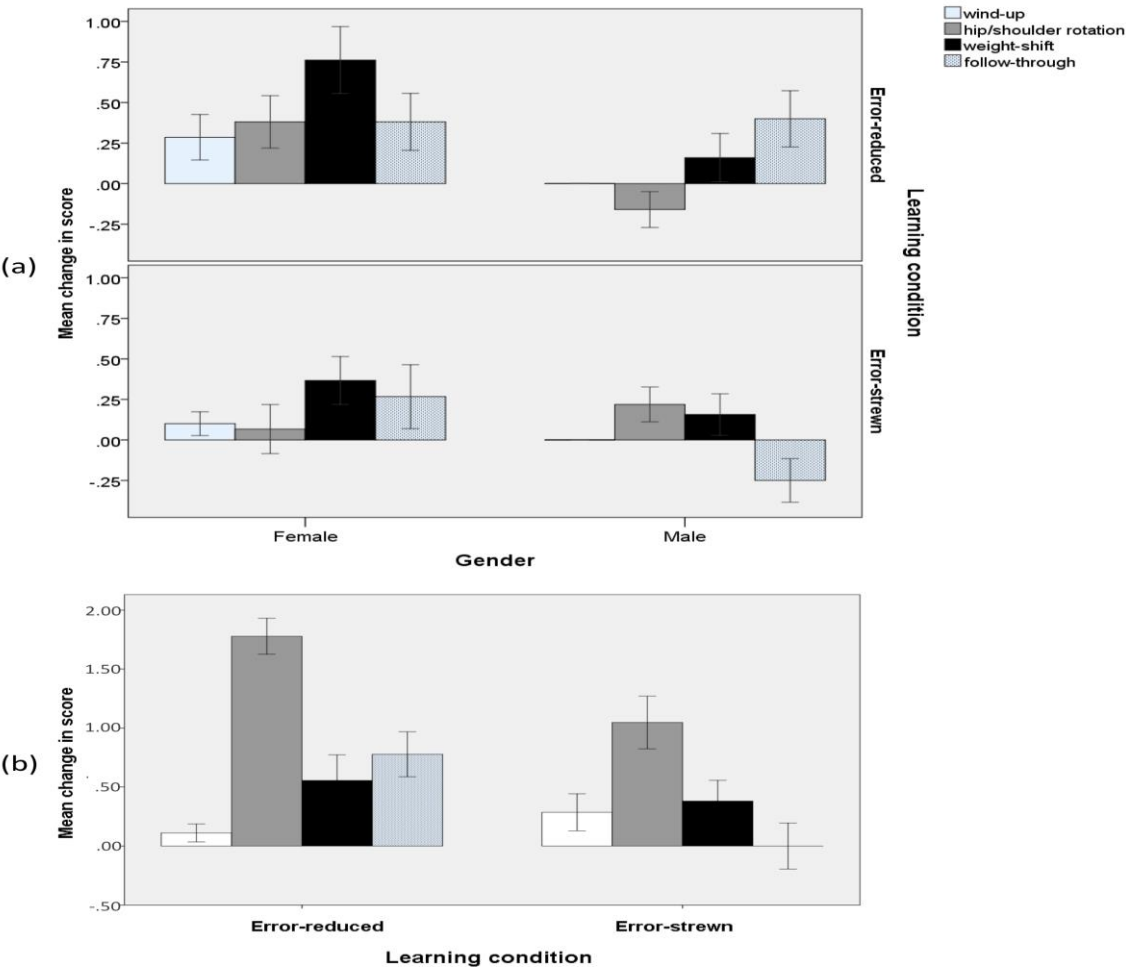 wind-up
hip/shoulder rotation
weight-shift
follow-through
(a)
Mean change in score
1.00
.75
.50
.25
.00
-.25
Error-reduced
1.00
.75
.50
.25
.00
-.25
Error-strewn
Learning condition
Female
Male
Gender
(b)
Mean change in score
2.00
1.50
1.00
.50
.00
-.50
Error-reduced
Error-strewn
Learning condition